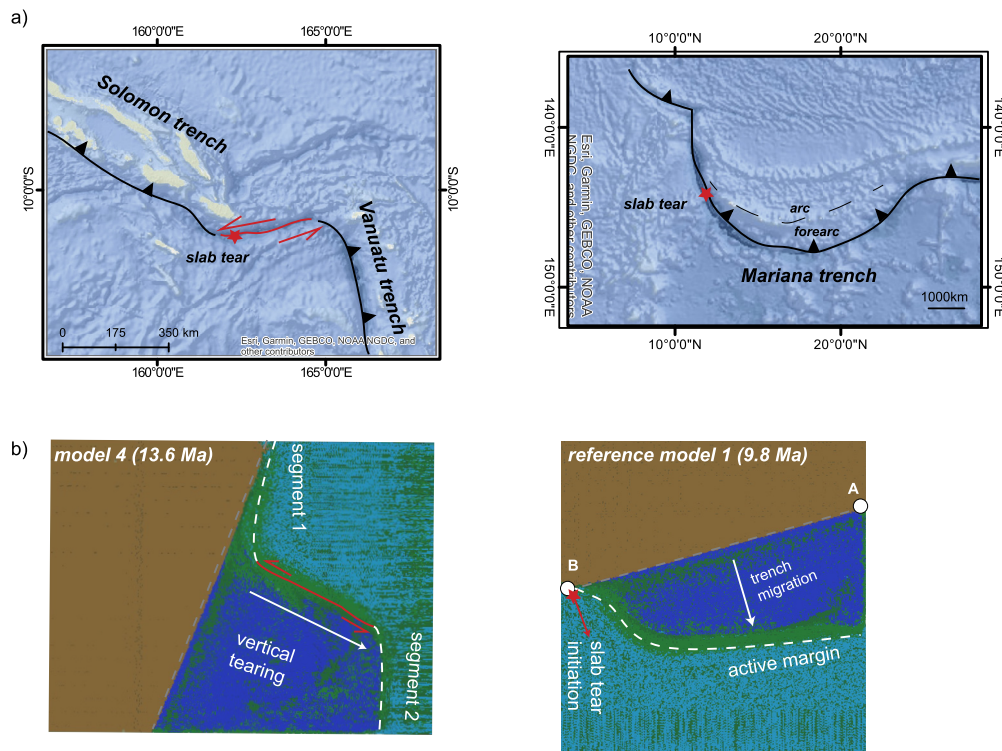 a)
160°0'0"E 165°0'0"E
Solomon trench
10°0'0"S
10°0'0"S
slab tear
Vanuatu trench
0 175 350 km
Esri, Garmin, GEBCO, NOAA NGDC, and
other contributors
160°0'0"E 165°0'0"E
10°0'0"N 20°0'0"N
140°0'0"E
140°0'0"E
Esri, Garmin, GEBCO, NOAA
NGDC, and other contributors
slab tear
arc
forearc
Mariana trench
150°0'0"E
150°0'0"E
1000km
10°0'0"N 20°0'0"N
b)
model 4 (13.6 Ma)
segment 1
vertical
tearing
segment 2
reference model 1 (9.8 Ma)
A
B
trench
migration
slab tear
initiation
active margin